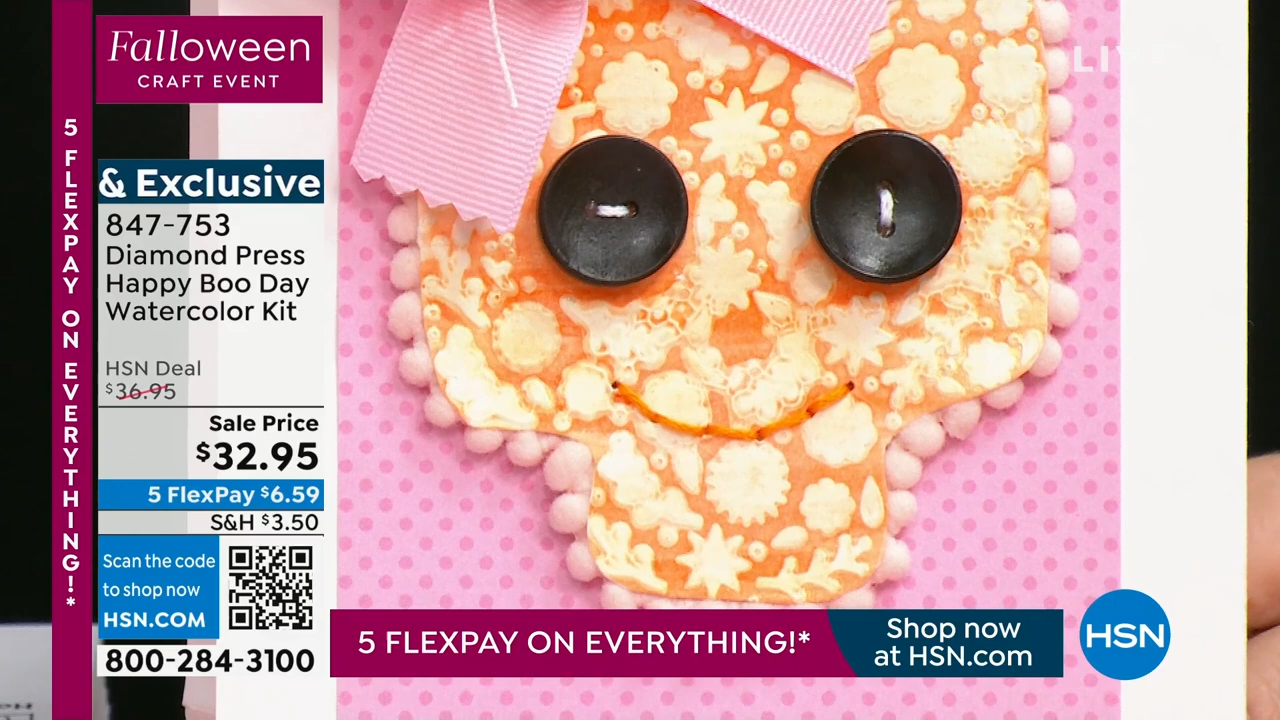 Falloween
CRAFT EVENT
5 FLEXPAY ON EVERYTHING!*
& Exclusive
847-753
Diamond Press
Happy Boo Day
Watercolor Kit
HSN Deal
$36.95
Sale Price
$32.95
5 FlexPay $6.59
S&H $3.50
Scan the code
to shop now
HSN.COM
800-284-3100
5 FLEXPAY ON EVERYTHING!*
Shop now
at HSN.com
HSN
LIVE